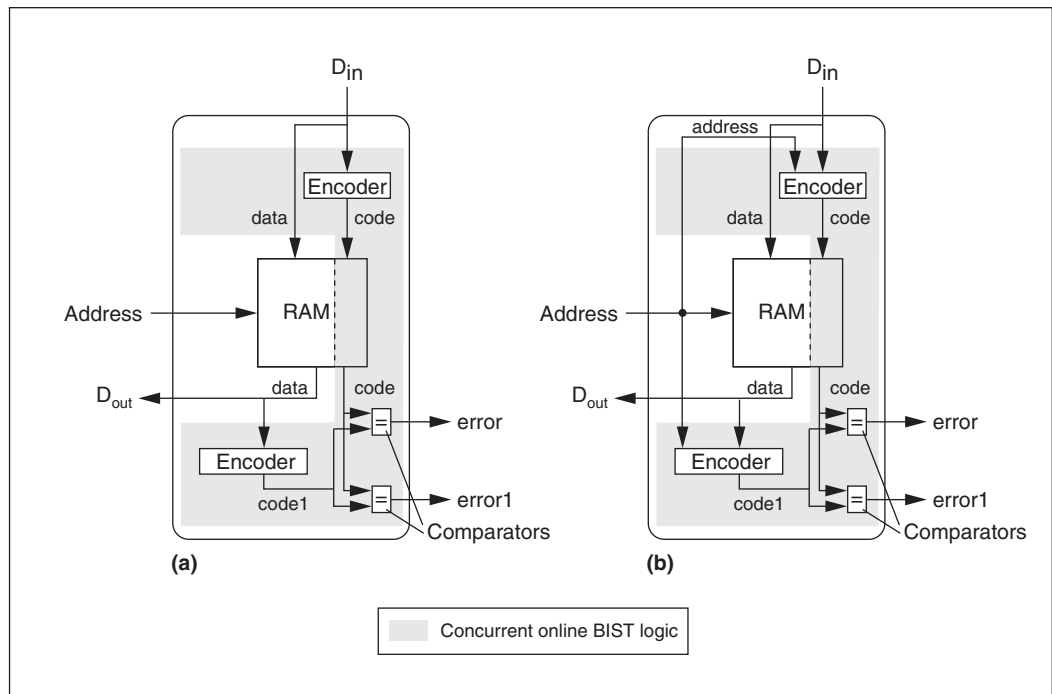 D_in
Encoder
data
code
Address
RAM
data
code
D_out
=
error
Encoder
code1
=
error1
Comparators
(a)
D_in
address
Encoder
data
code
Address
RAM
data
code
D_out
=
error
Encoder
code1
=
error1
Comparators
(b)
Concurrent online BIST logic